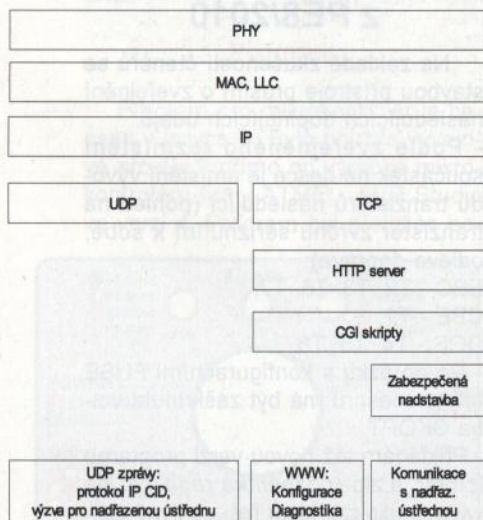 PHY
MAC, LLC
IP
UDP
TCP
HTTP server
CGI skripty
Zabezpečená
nadstavba
UDP zprávy:
protokol IP CID,
výzva pro nadřazenou ústřednu
WWW:
Konfigurace
Diagnostika
Komunikace
s nadřaz.
ústřednou